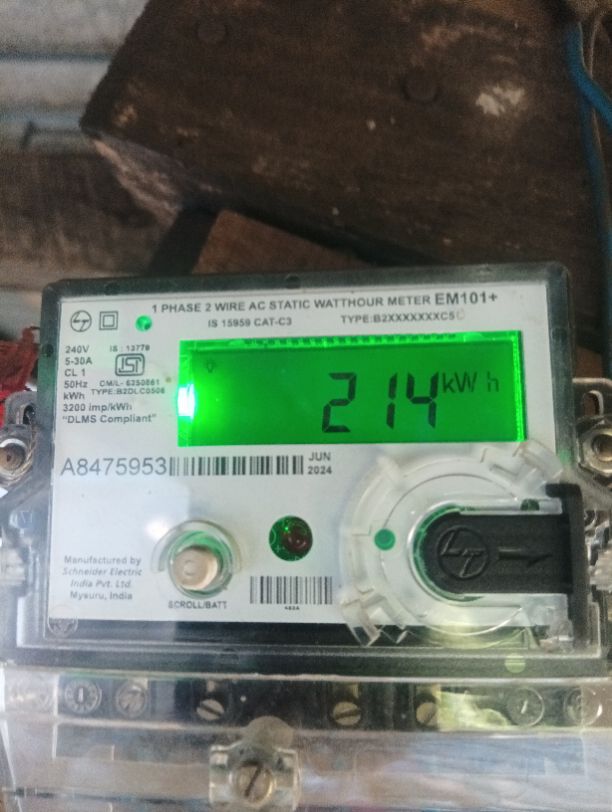 1 PHASE 2 WIRE AC STATIC WATTHOUR METER EM101+
IS 15959 CAT-C3 TYPE:B2XXXXXXXC5
240V IS : 13779
5-30A
CL 1 ISI
50Hz CM/L- 6350861
kWh TYPE:B2DLC0506
3200 imp/kWh
"DLMS Compliant"
214 kWh
A8475953
JUN
2024
Manufactured by
Schneider Electric
India Pvt. Ltd.
Mysuru, India
SCROLL/BATT
LT